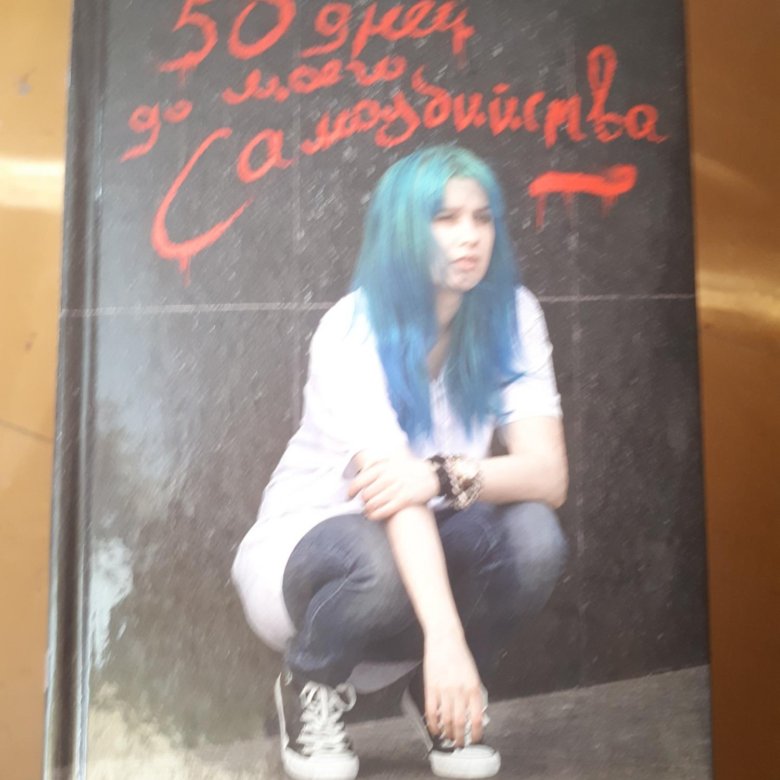 50 дней
до моего
Самоубийства